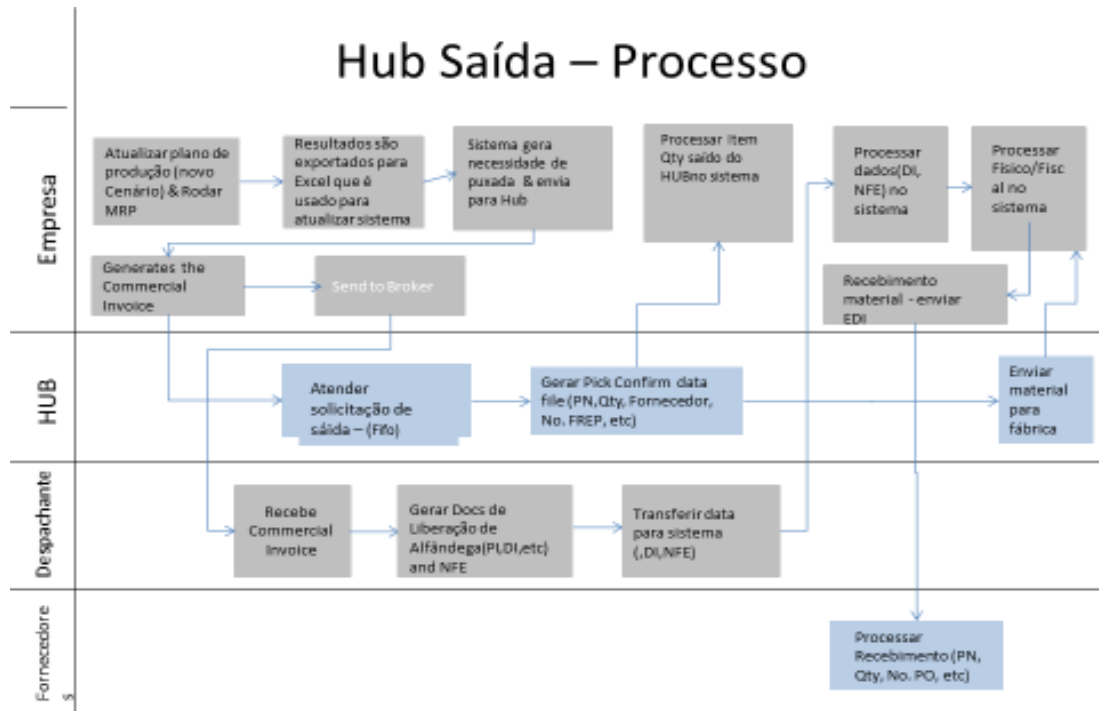 Hub Saída – Processo
Empresa
Atualizar plano de
produção (novo
Cenário) & Rodar
MRP
Resultados são
exportados para
Excel que é
usado para
atualizar sistema
Sistema gera
necessidade de
puxada & envia
para Hub
Processar Item
Qty saído do
HUBno sistema
Processar
dados(DI,
NFE) no
sistema
Processar
Físico/Fisc
al no
sistema
Generates the
Commercial
Invoice
Send to Broker
Recebimento
material - enviar
EDI
HUB
Atender
solicitação de
sáida – (Fifo)
Gerar Pick Confirm data
file (PN,Qty, Fornecedor,
No. FREP, etc)
Enviar
material
para
fábrica
Despachante
Recebe
Commercial
Invoice
Gerar Docs de
Liberação de
Alfândega(PI,DI,etc)
and NFE
Transferir data
para sistema
(,DI,NFE)
Fornecedore
s
Processar
Recebimento (PN,
Qty, No. PO, etc)